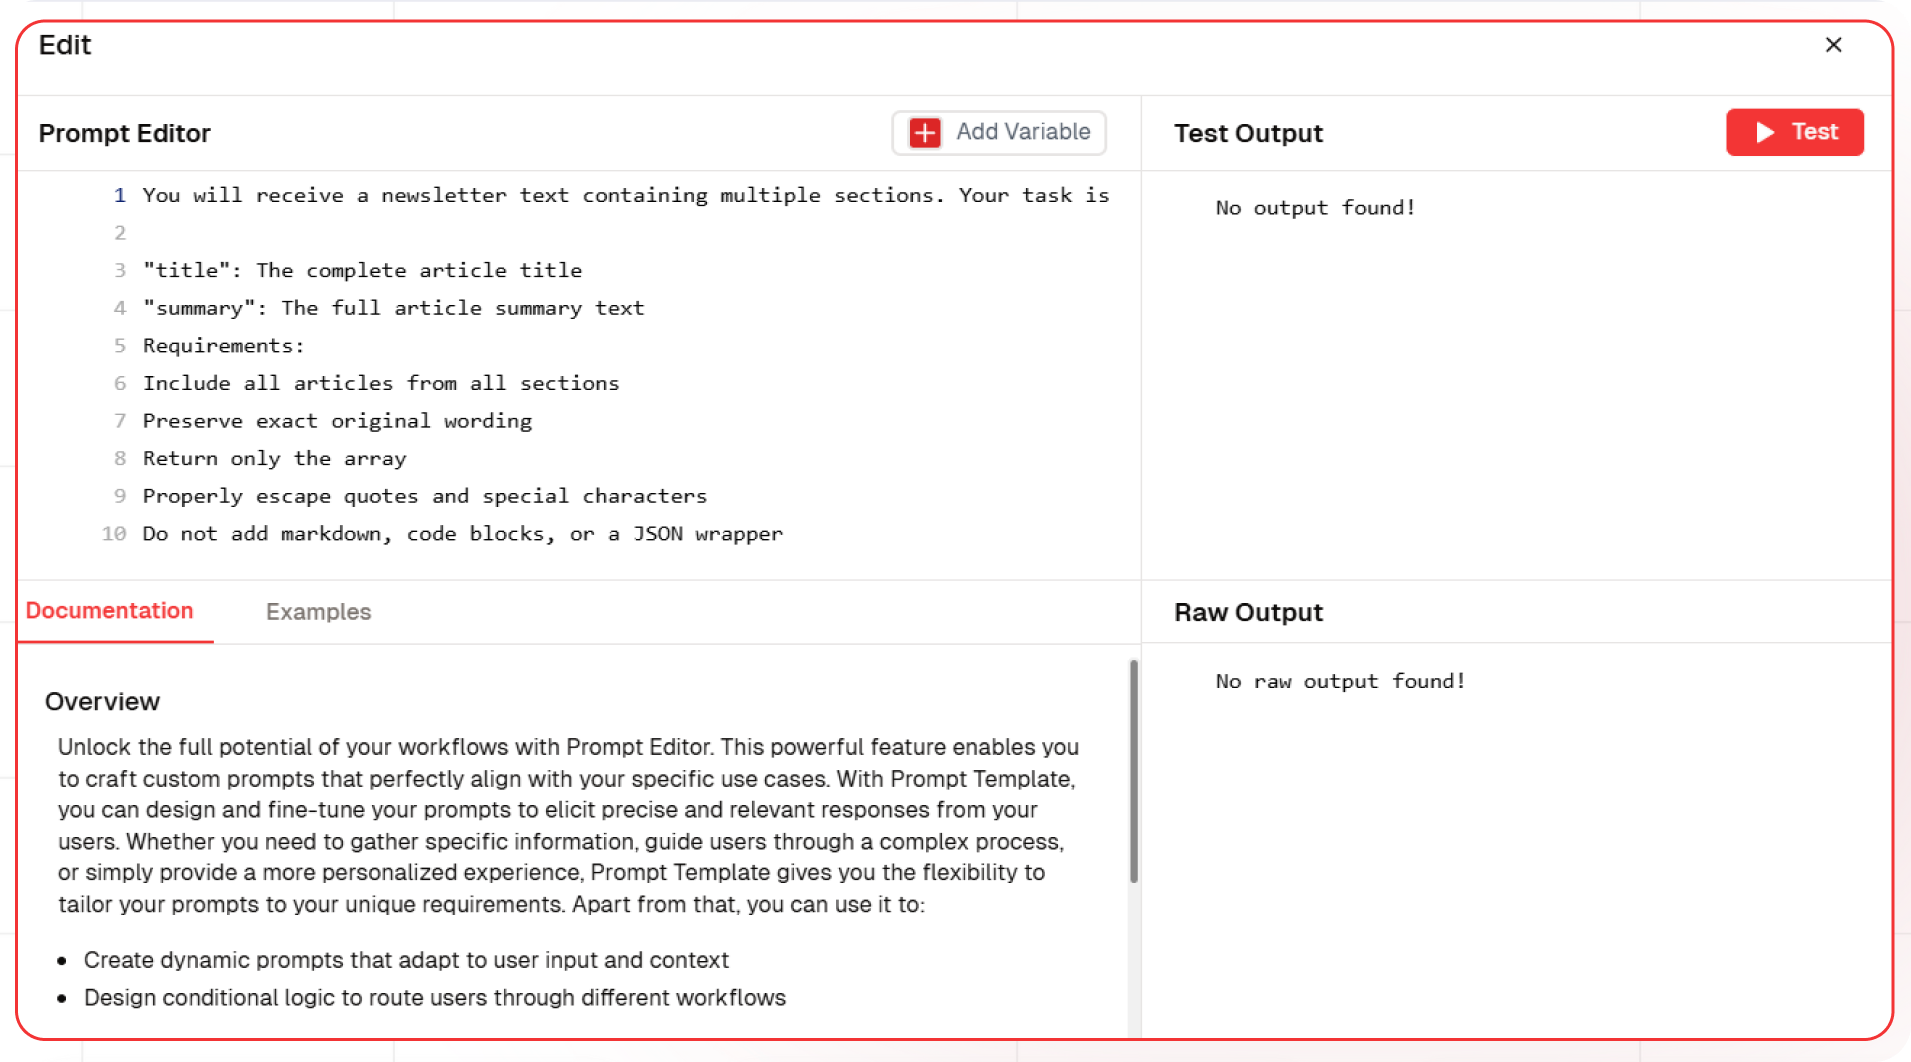 Edit
Prompt Editor
Add Variable
1 You will receive a newsletter text containing multiple sections. Your task is
2
3 "title": The complete article title
4 "summary": The full article summary text
5 Requirements:
6 Include all articles from all sections
7 Preserve exact original wording
8 Return only the array
9 Properly escape quotes and special characters
10 Do not add markdown, code blocks, or a JSON wrapper
Test Output
Test
No output found!
Documentation
Examples
Overview
Unlock the full potential of your workflows with Prompt Editor. This powerful feature enables you
to craft custom prompts that perfectly align with your specific use cases. With Prompt Template,
you can design and fine-tune your prompts to elicit precise and relevant responses from your
users. Whether you need to gather specific information, guide users through a complex process,
or simply provide a more personalized experience, Prompt Template gives you the flexibility to
tailor your prompts to your unique requirements. Apart from that, you can use it to:
• Create dynamic prompts that adapt to user input and context
• Design conditional logic to route users through different workflows
Raw Output
No raw output found!